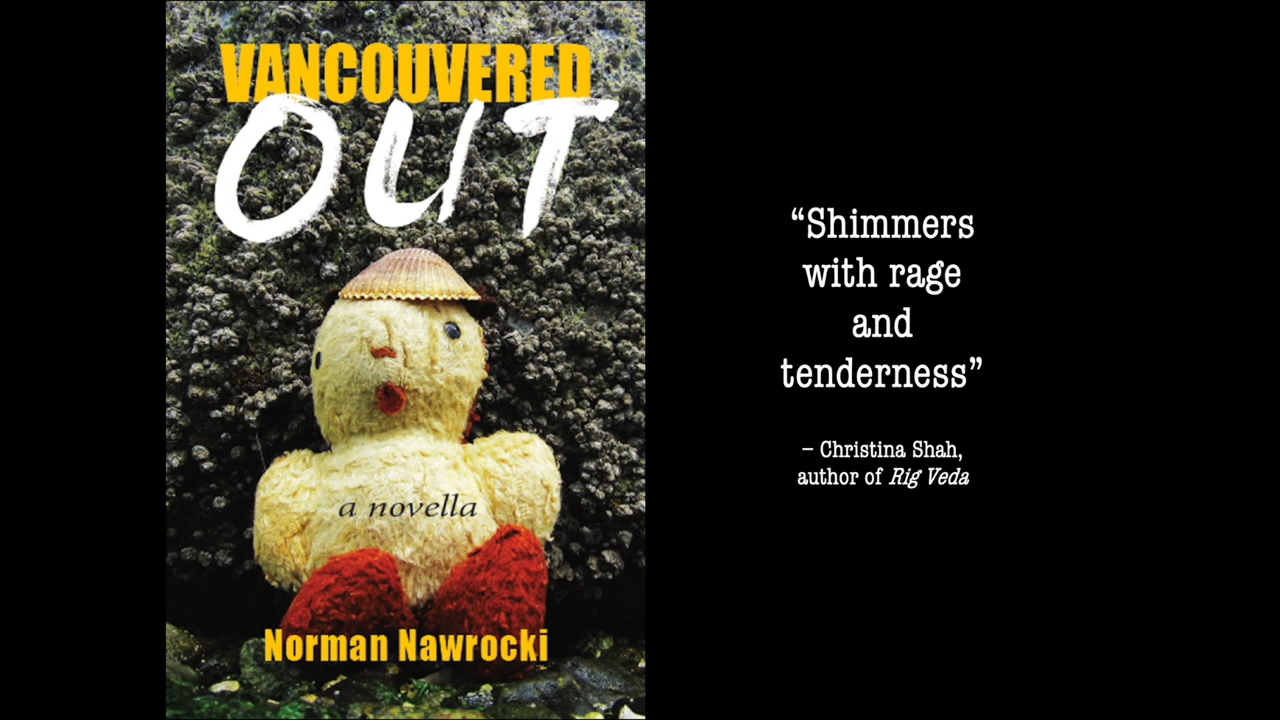 VANCOUVERED
OUT
a novella
Norman Nawrocki
“Shimmers
with rage
and
tenderness”
– Christina Shah,
author of Rig Veda